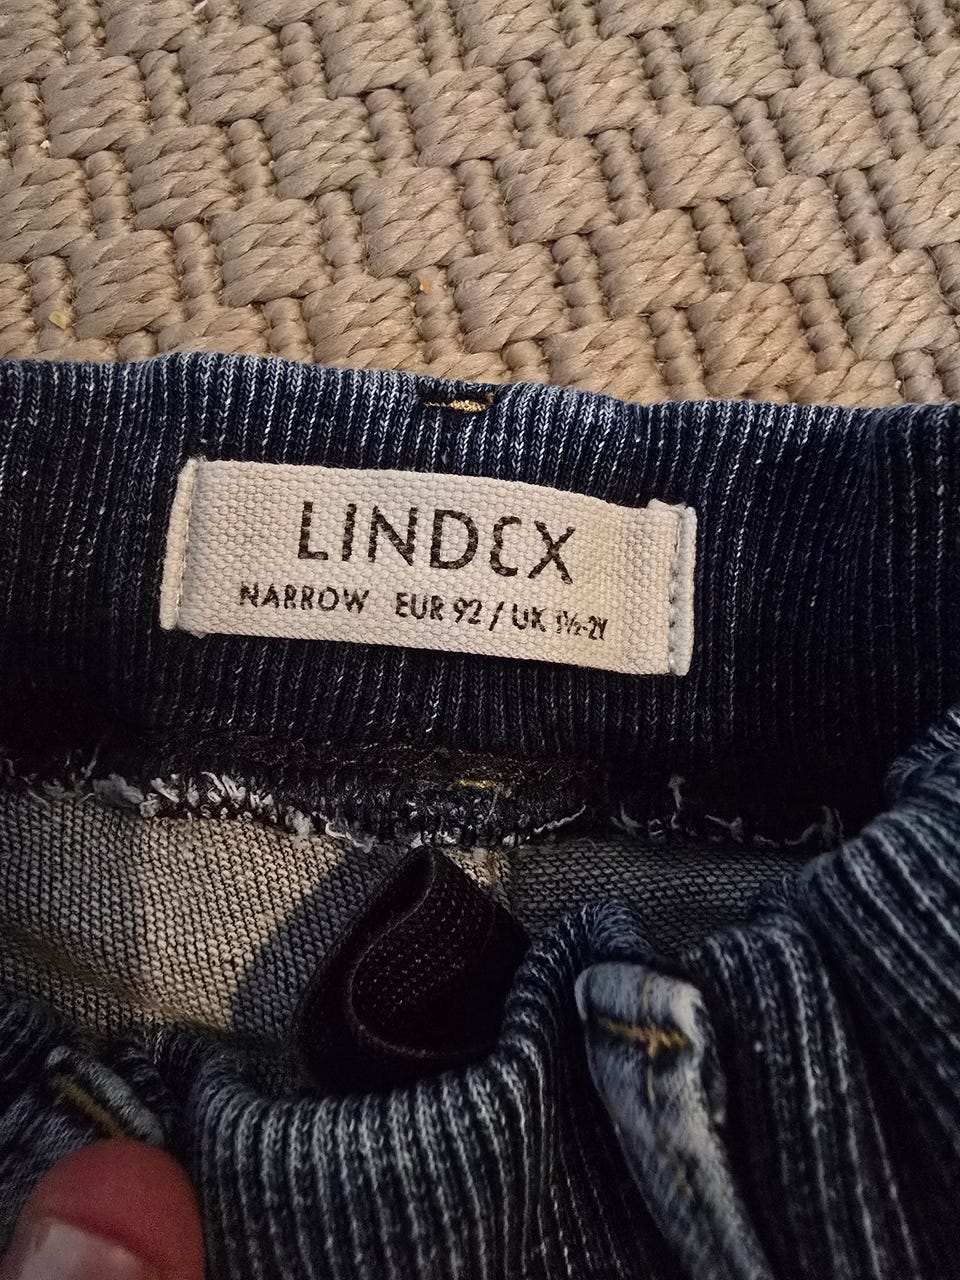 LINDEX
NARROW EUR 92 / UK 1½-2Y